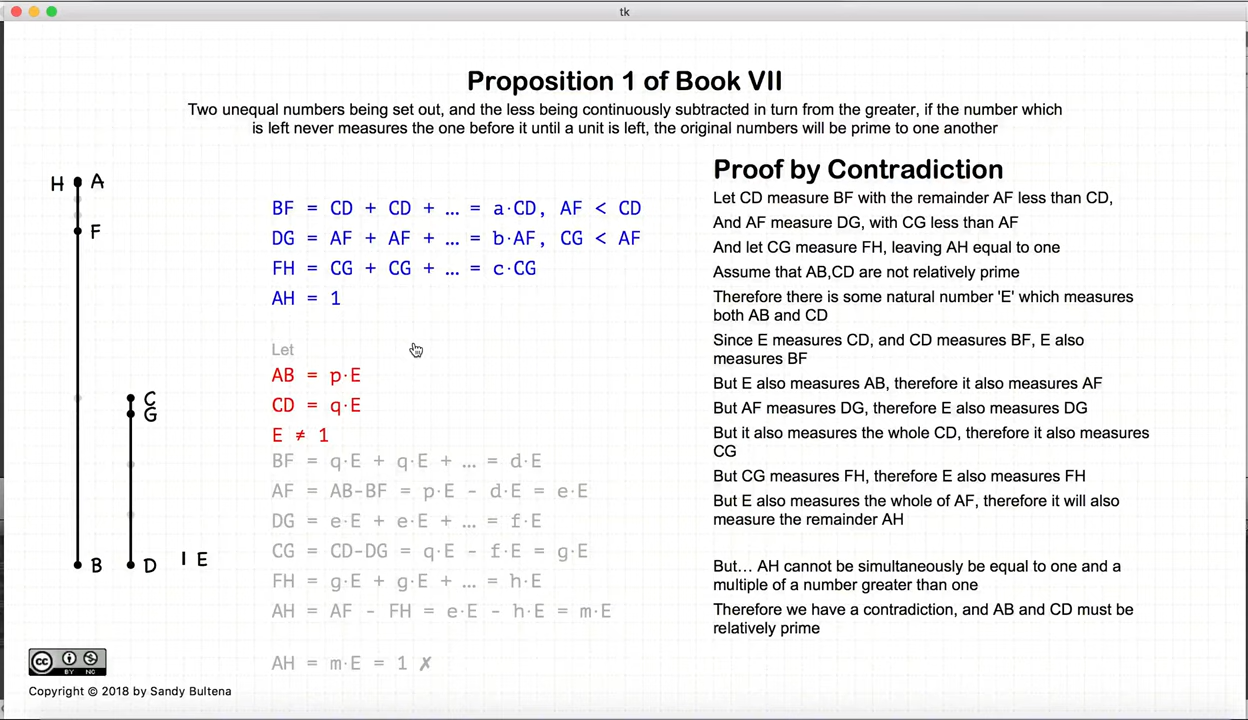 tk
Proposition 1 of Book VII
Two unequal numbers being set out, and the less being continuously subtracted in turn from the greater, if the number which
is left never measures the one before it until a unit is left, the original numbers will be prime to one another
H A
F
C
G
B
D
E
BF = CD + CD + … = a·CD, AF < CD
DG = AF + AF + … = b·AF, CG < AF
FH = CG + CG + … = c·CG
AH = 1
Let
AB = p·E
CD = q·E
E ≠ 1
BF = q·E + q·E + … = d·E
AF = AB-BF = p·E - d·E = e·E
DG = e·E + e·E + … = f·E
CG = CD-DG = q·E - f·E = g·E
FH = g·E + g·E + … = h·E
AH = AF - FH = e·E - h·E = m·E
AH = m·E = 1 ✗
Proof by Contradiction
Let CD measure BF with the remainder AF less than CD,
And AF measure DG, with CG less than AF
And let CG measure FH, leaving AH equal to one
Assume that AB,CD are not relatively prime
Therefore there is some natural number 'E' which measures
both AB and CD
Since E measures CD, and CD measures BF, E also
measures BF
But E also measures AB, therefore it also measures AF
But AF measures DG, therefore E also measures DG
But it also measures the whole CD, therefore it also measures
CG
But CG measures FH, therefore E also measures FH
But E also measures the whole of AF, therefore it will also
measure the remainder AH
But… AH cannot be simultaneously be equal to one and a
multiple of a number greater than one
Therefore we have a contradiction, and AB and CD must be
relatively prime
cc
BY NC
Copyright © 2018 by Sandy Bultena